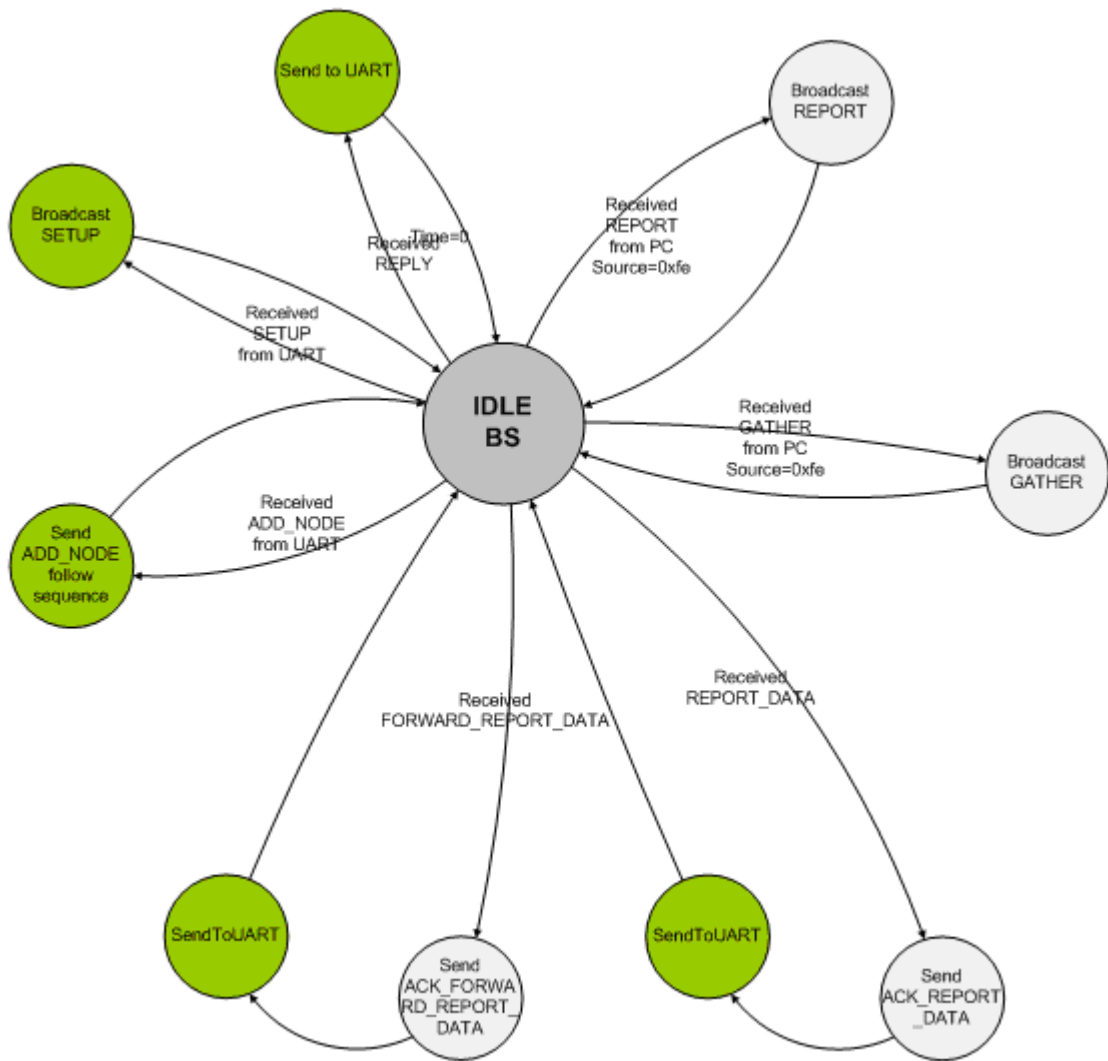 Send to UART
Broadcast
REPORT
Broadcast
SETUP
Received
REPORT
from PC
Source=0xfe
Time=0
Received
REPLY
Received
SETUP
from UART
IDLE
BS
Received
GATHER
from PC
Source=0xfe
Broadcast
GATHER
Received
ADD_NODE
from UART
Send
ADD_NODE
follow
sequence
Received
FORWARD_REPORT_DATA
Received
REPORT_DATA
SendToUART
Send
ACK_FORWA
RD_REPORT_
DATA
SendToUART
Send
ACK_REPORT
_DATA